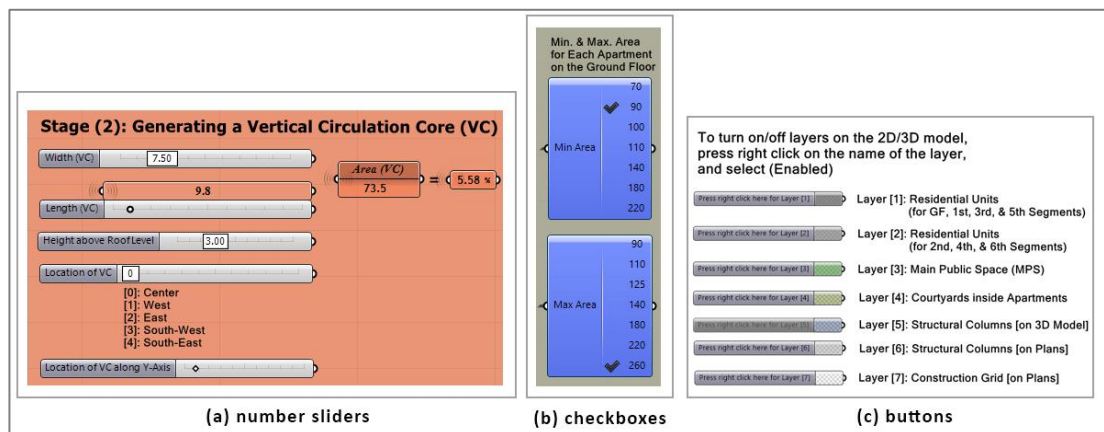 Stage (2): Generating a Vertical Circulation Core (VC)
Width (VC)
7.50
9.8
Length (VC)
Area (VC)
73.5
=
5.58 %
Height above Roof Level
3.00
Location of VC
0
[0]: Center
[1]: West
[2]: East
[3]: South-West
[4]: South-East
Location of VC along Y-Axis
(a) number sliders
Min. & Max. Area
for Each Apartment
on the Ground Floor
Min Area
70
90
100
110
140
180
220
Max Area
90
110
125
140
180
220
260
(b) checkboxes
To turn on/off layers on the 2D/3D model,
press right click on the name of the layer,
and select (Enabled)
Press right click here for Layer [1]
Layer [1]: Residential Units
(for GF, 1st, 3rd, & 5th Segments)
Press right click here for Layer [2]
Layer [2]: Residential Units
(for 2nd, 4th, & 6th Segments)
Press right click here for Layer [3]
Layer [3]: Main Public Space (MPS)
Press right click here for Layer [4]
Layer [4]: Courtyards inside Apartments
Press right click here for Layer [5]
Layer [5]: Structural Columns [on 3D Model]
Press right click here for Layer [6]
Layer [6]: Structural Columns [on Plans]
Press right click here for Layer [7]
Layer [7]: Construction Grid [on Plans]
(c) buttons